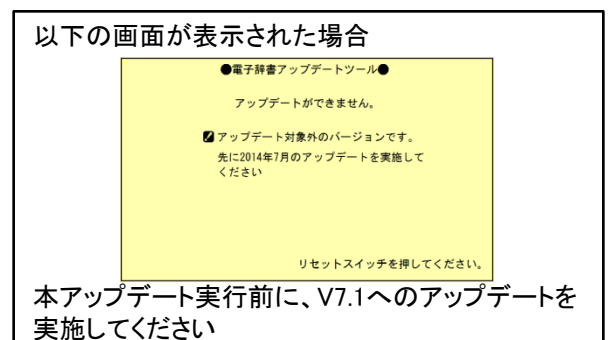 以下の画面が表示された場合
●電子辞書アップデートツール●
アップデートができません。
アップデート対象外のバージョンです。
先に2014年7月のアップデートを実施して
ください
リセットスイッチを押してください。
本アップデート実行前に、V7.1へのアップデートを
実施してください